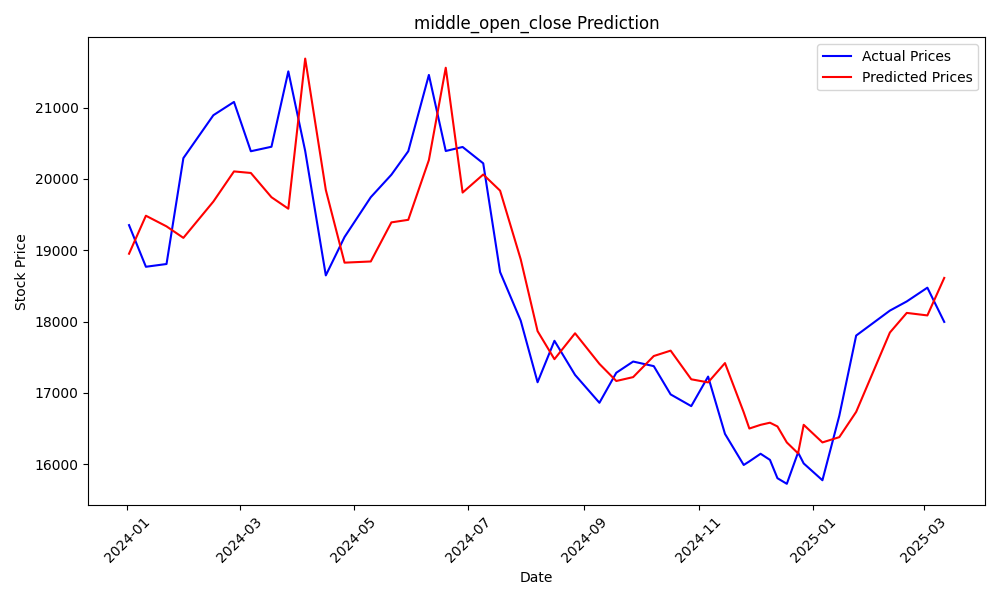 middle_open_close Prediction
Actual Prices
Predicted Prices
Stock Price
21000
20000
19000
18000
17000
16000
2024-01
2024-03
2024-05
2024-07
2024-09
2024-11
2025-01
2025-03
Date